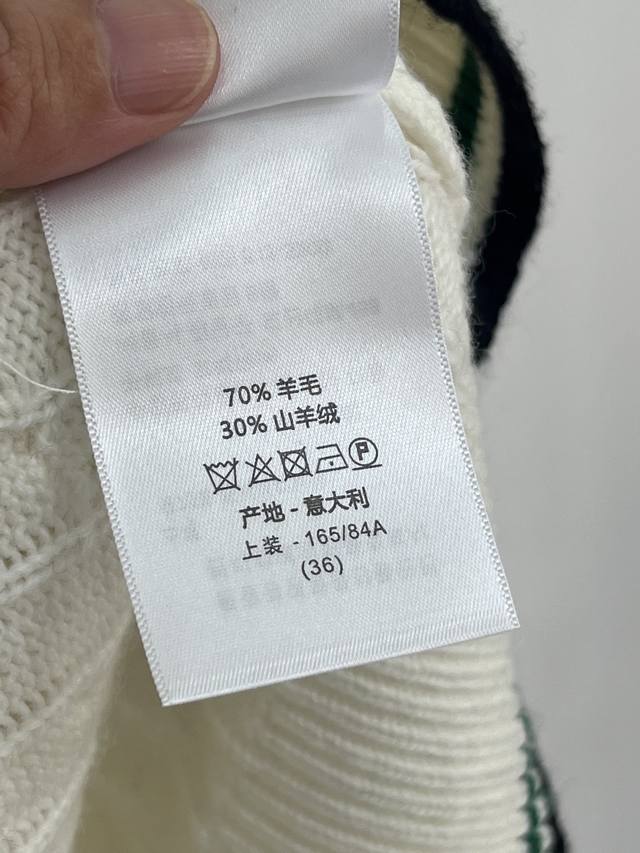 70% 羊毛
30% 山羊绒
P
产地 - 意大利
上装 - 165/84A
(36)